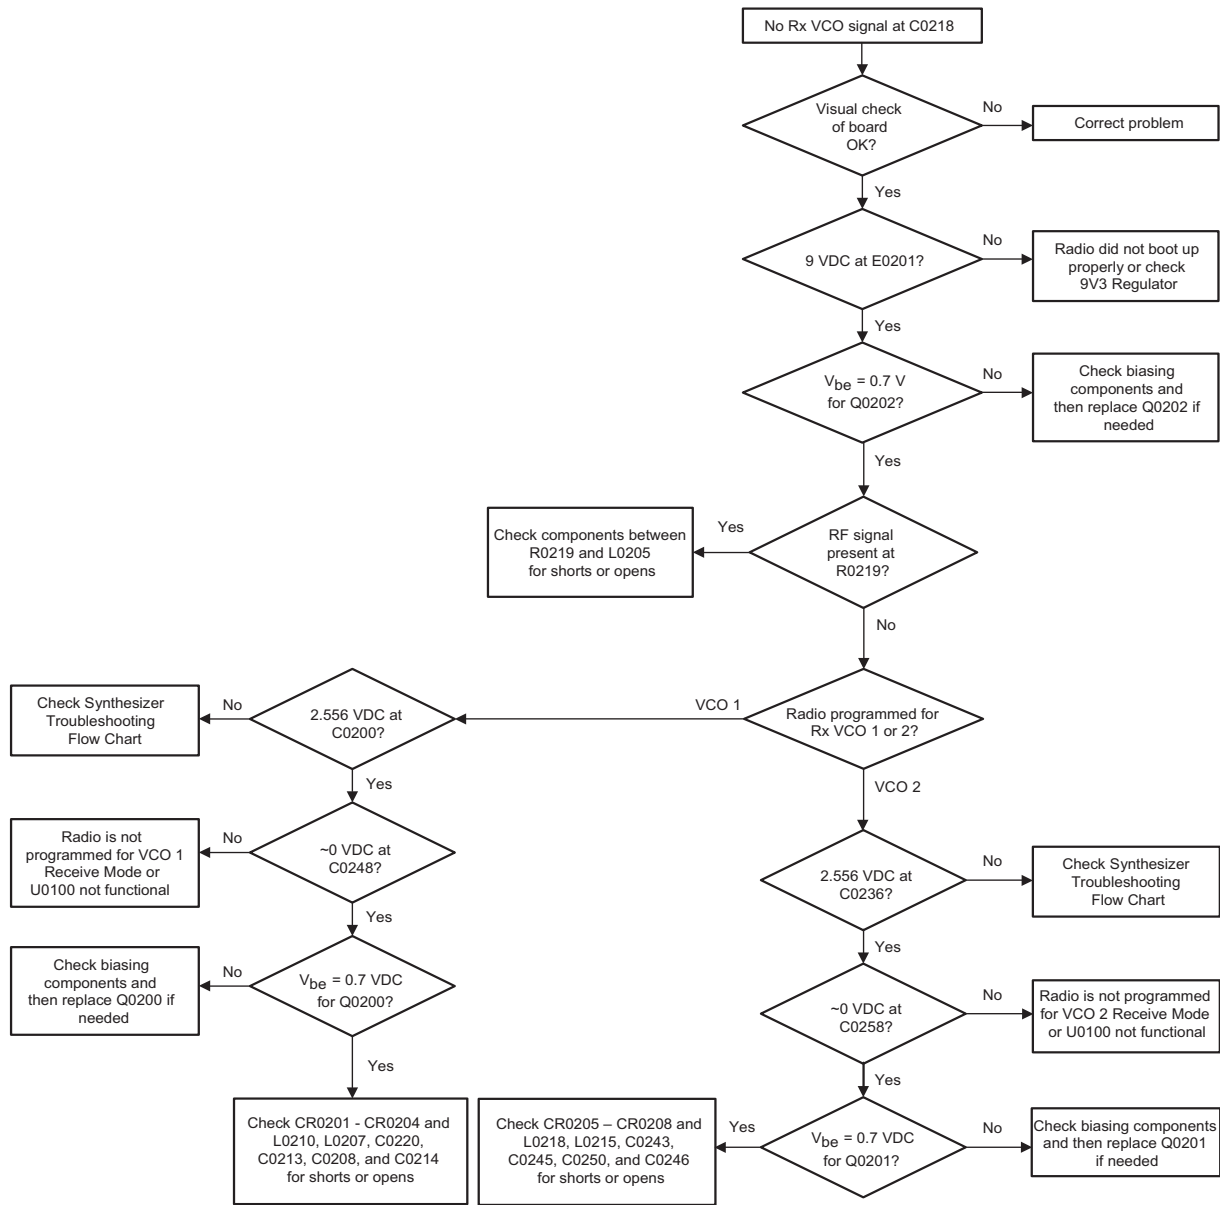 No Rx VCO signal at C0218
Visual check
of board
OK?
No
Correct problem
Yes
9 VDC at E0201?
No
Radio did not boot up
properly or check
9V3 Regulator
Yes
Vbe = 0.7 V
for Q0202?
No
Check biasing
components and
then replace Q0202 if
needed
Yes
RF signal
present at
R0219?
Yes
Check components between
R0219 and L0205
for shorts or opens
No
Radio programmed for
Rx VCO 1 or 2?
VCO 1
2.556 VDC at
C0200?
No
Check Synthesizer
Troubleshooting
Flow Chart
Yes
~0 VDC at
C0248?
No
Radio is not
programmed for VCO 1
Receive Mode or
U0100 not functional
Yes
Vbe = 0.7 VDC
for Q0200?
No
Check biasing
components and
then replace Q0200 if
needed
Yes
Check CR0201 - CR0204 and
L0210, L0207, C0220,
C0213, C0208, and C0214
for shorts or opens
VCO 2
2.556 VDC at
C0236?
No
Check Synthesizer
Troubleshooting
Flow Chart
Yes
~0 VDC at
C0258?
No
Radio is not programmed
for VCO 2 Receive Mode
or U0100 not functional
Yes
Vbe = 0.7 VDC
for Q0201?
Yes
Check CR0205 – CR0208 and
L0218, L0215, C0243,
C0245, C0250, and C0246
for shorts or opens
No
Check biasing components
and then replace Q0201
if needed